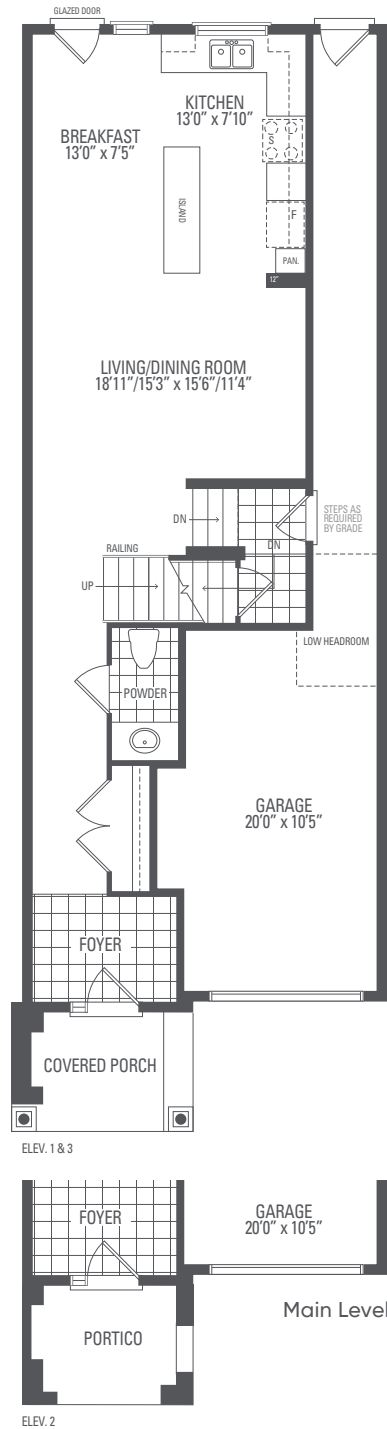 GLAZED DOOR
KITCHEN
13'0" x 7'10"
BREAKFAST
13'0" x 7'5"
S
ISLAND
F
PAN.
12"
LIVING/DINING ROOM
18'11"/15'3" x 15'6"/11'4"
DN
STEPS AS
REQUIRED
BY GRADE
DN
RAILING
UP
LOW HEADROOM
POWDER
GARAGE
20'0" x 10'5"
FOYER
COVERED PORCH
ELEV. 1 & 3
FOYER
GARAGE
20'0" x 10'5"
Main Level
PORTICO
ELEV. 2